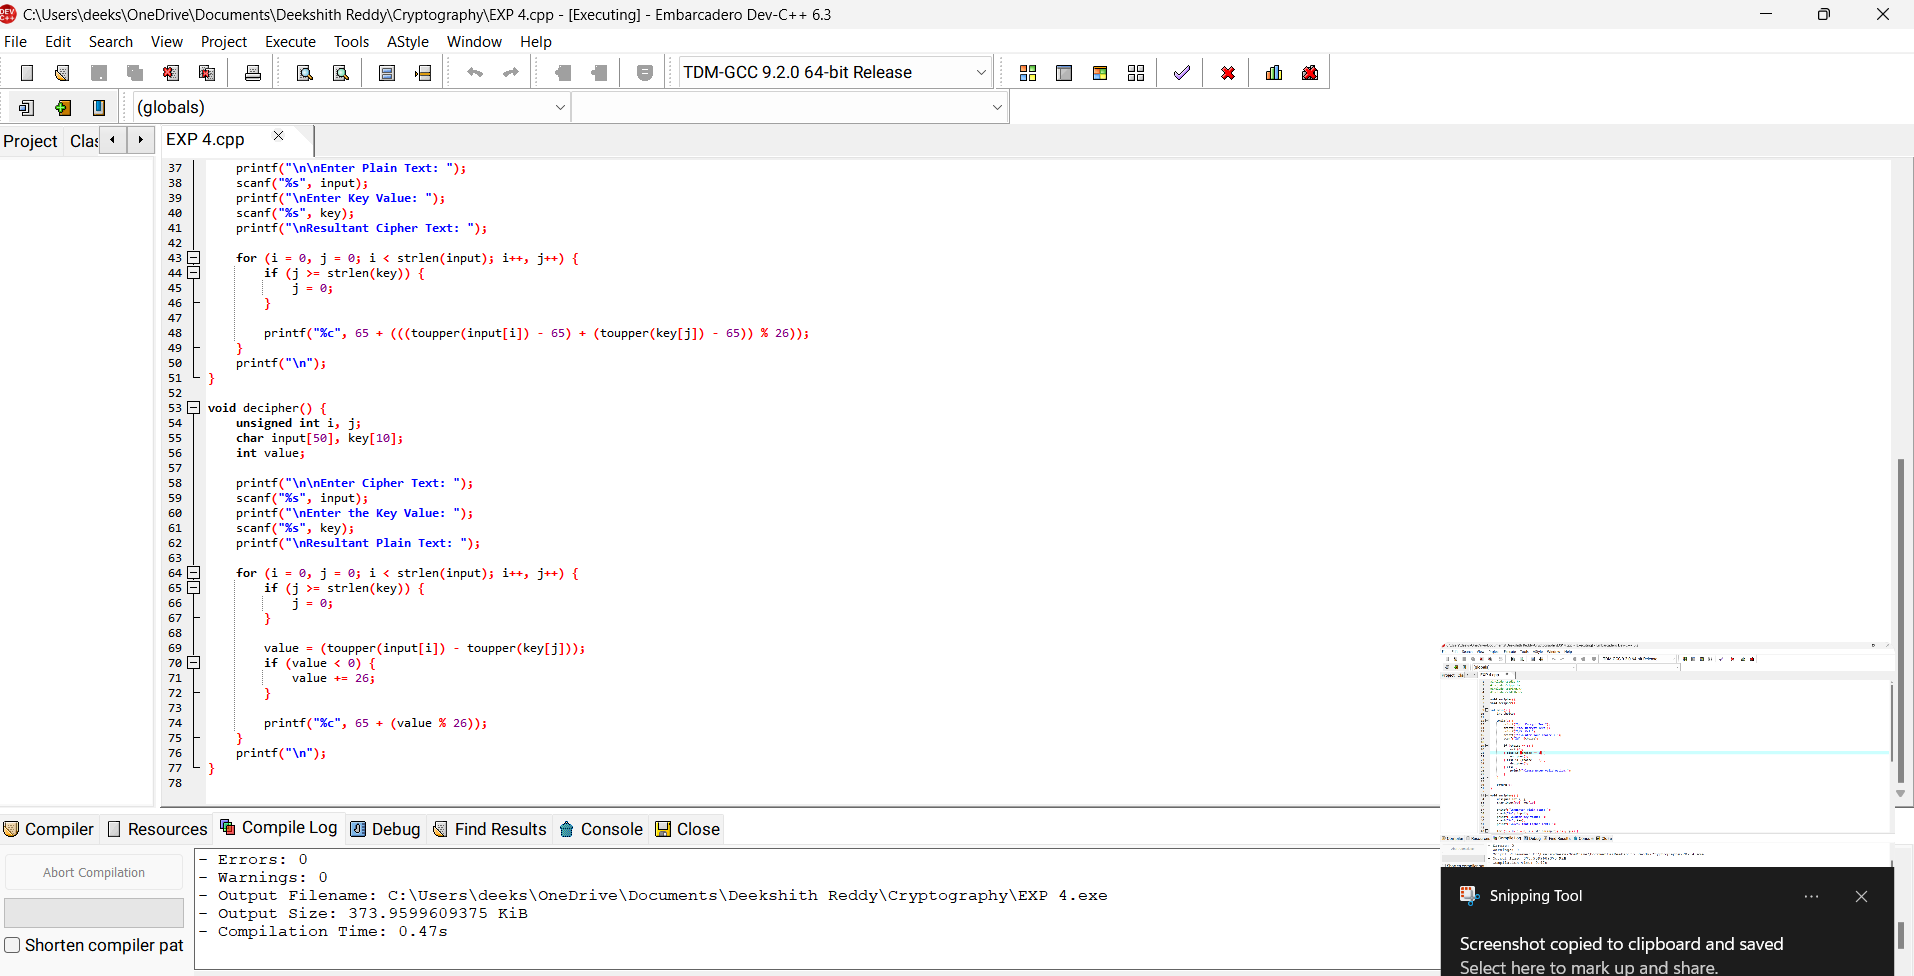 C:\Users\deeks\OneDrive\Documents\Deekshith Reddy\Cryptography\EXP 4.cpp - [Executing] - Embarcadero Dev-C++ 6.3
File Edit Search View Project Execute Tools AStyle Window Help
TDM-GCC 9.2.0 64-bit Release
(globals)
Project Clas EXP 4.cpp
37 printf("\n\nEnter Plain Text: ");
38 scanf("%s", input);
39 printf("\nEnter Key Value: ");
40 scanf("%s", key);
41 printf("\nResultant Cipher Text: ");
42
43 for (i = 0, j = 0; i < strlen(input); i++, j++) {
44 if (j >= strlen(key)) {
45 j = 0;
46 }
47
48 printf("%c", 65 + (((toupper(input[i]) - 65) + (toupper(key[j]) - 65)) % 26));
49 }
50 printf("\n");
51 }
52
53 void decipher() {
54 unsigned int i, j;
55 char input[50], key[10];
56 int value;
57
58 printf("\n\nEnter Cipher Text: ");
59 scanf("%s", input);
60 printf("\nEnter the Key Value: ");
61 scanf("%s", key);
62 printf("\nResultant Plain Text: ");
63
64 for (i = 0, j = 0; i < strlen(input); i++, j++) {
65 if (j >= strlen(key)) {
66 j = 0;
67 }
68
69 value = (toupper(input[i]) - toupper(key[j]));
70 if (value < 0) {
71 value += 26;
72 }
73
74 printf("%c", 65 + (value % 26));
75 }
76 printf("\n");
77 }
78
Compiler Resources Compile Log Debug Find Results Console Close
Abort Compilation
Shorten compiler pat
- Errors: 0
- Warnings: 0
- Output Filename: C:\Users\deeks\OneDrive\Documents\Deekshith Reddy\Cryptography\EXP 4.exe
- Output Size: 373.9599609375 KiB
- Compilation Time: 0.47s
Snipping Tool
Screenshot copied to clipboard and saved
Select here to mark up and share.